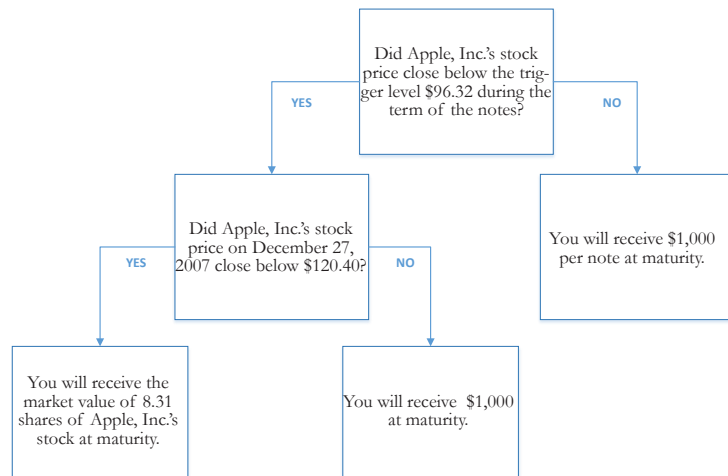 Did Apple, Inc.'s stock
price close below the trig-
ger level $96.32 during the
term of the notes?
YES
NO
Did Apple, Inc.'s stock
price on December 27,
2007 close below $120.40?
You will receive $1,000
per note at maturity.
YES
NO
You will receive the
market value of 8.31
shares of Apple, Inc.'s
stock at maturity.
You will receive $1,000
at maturity.